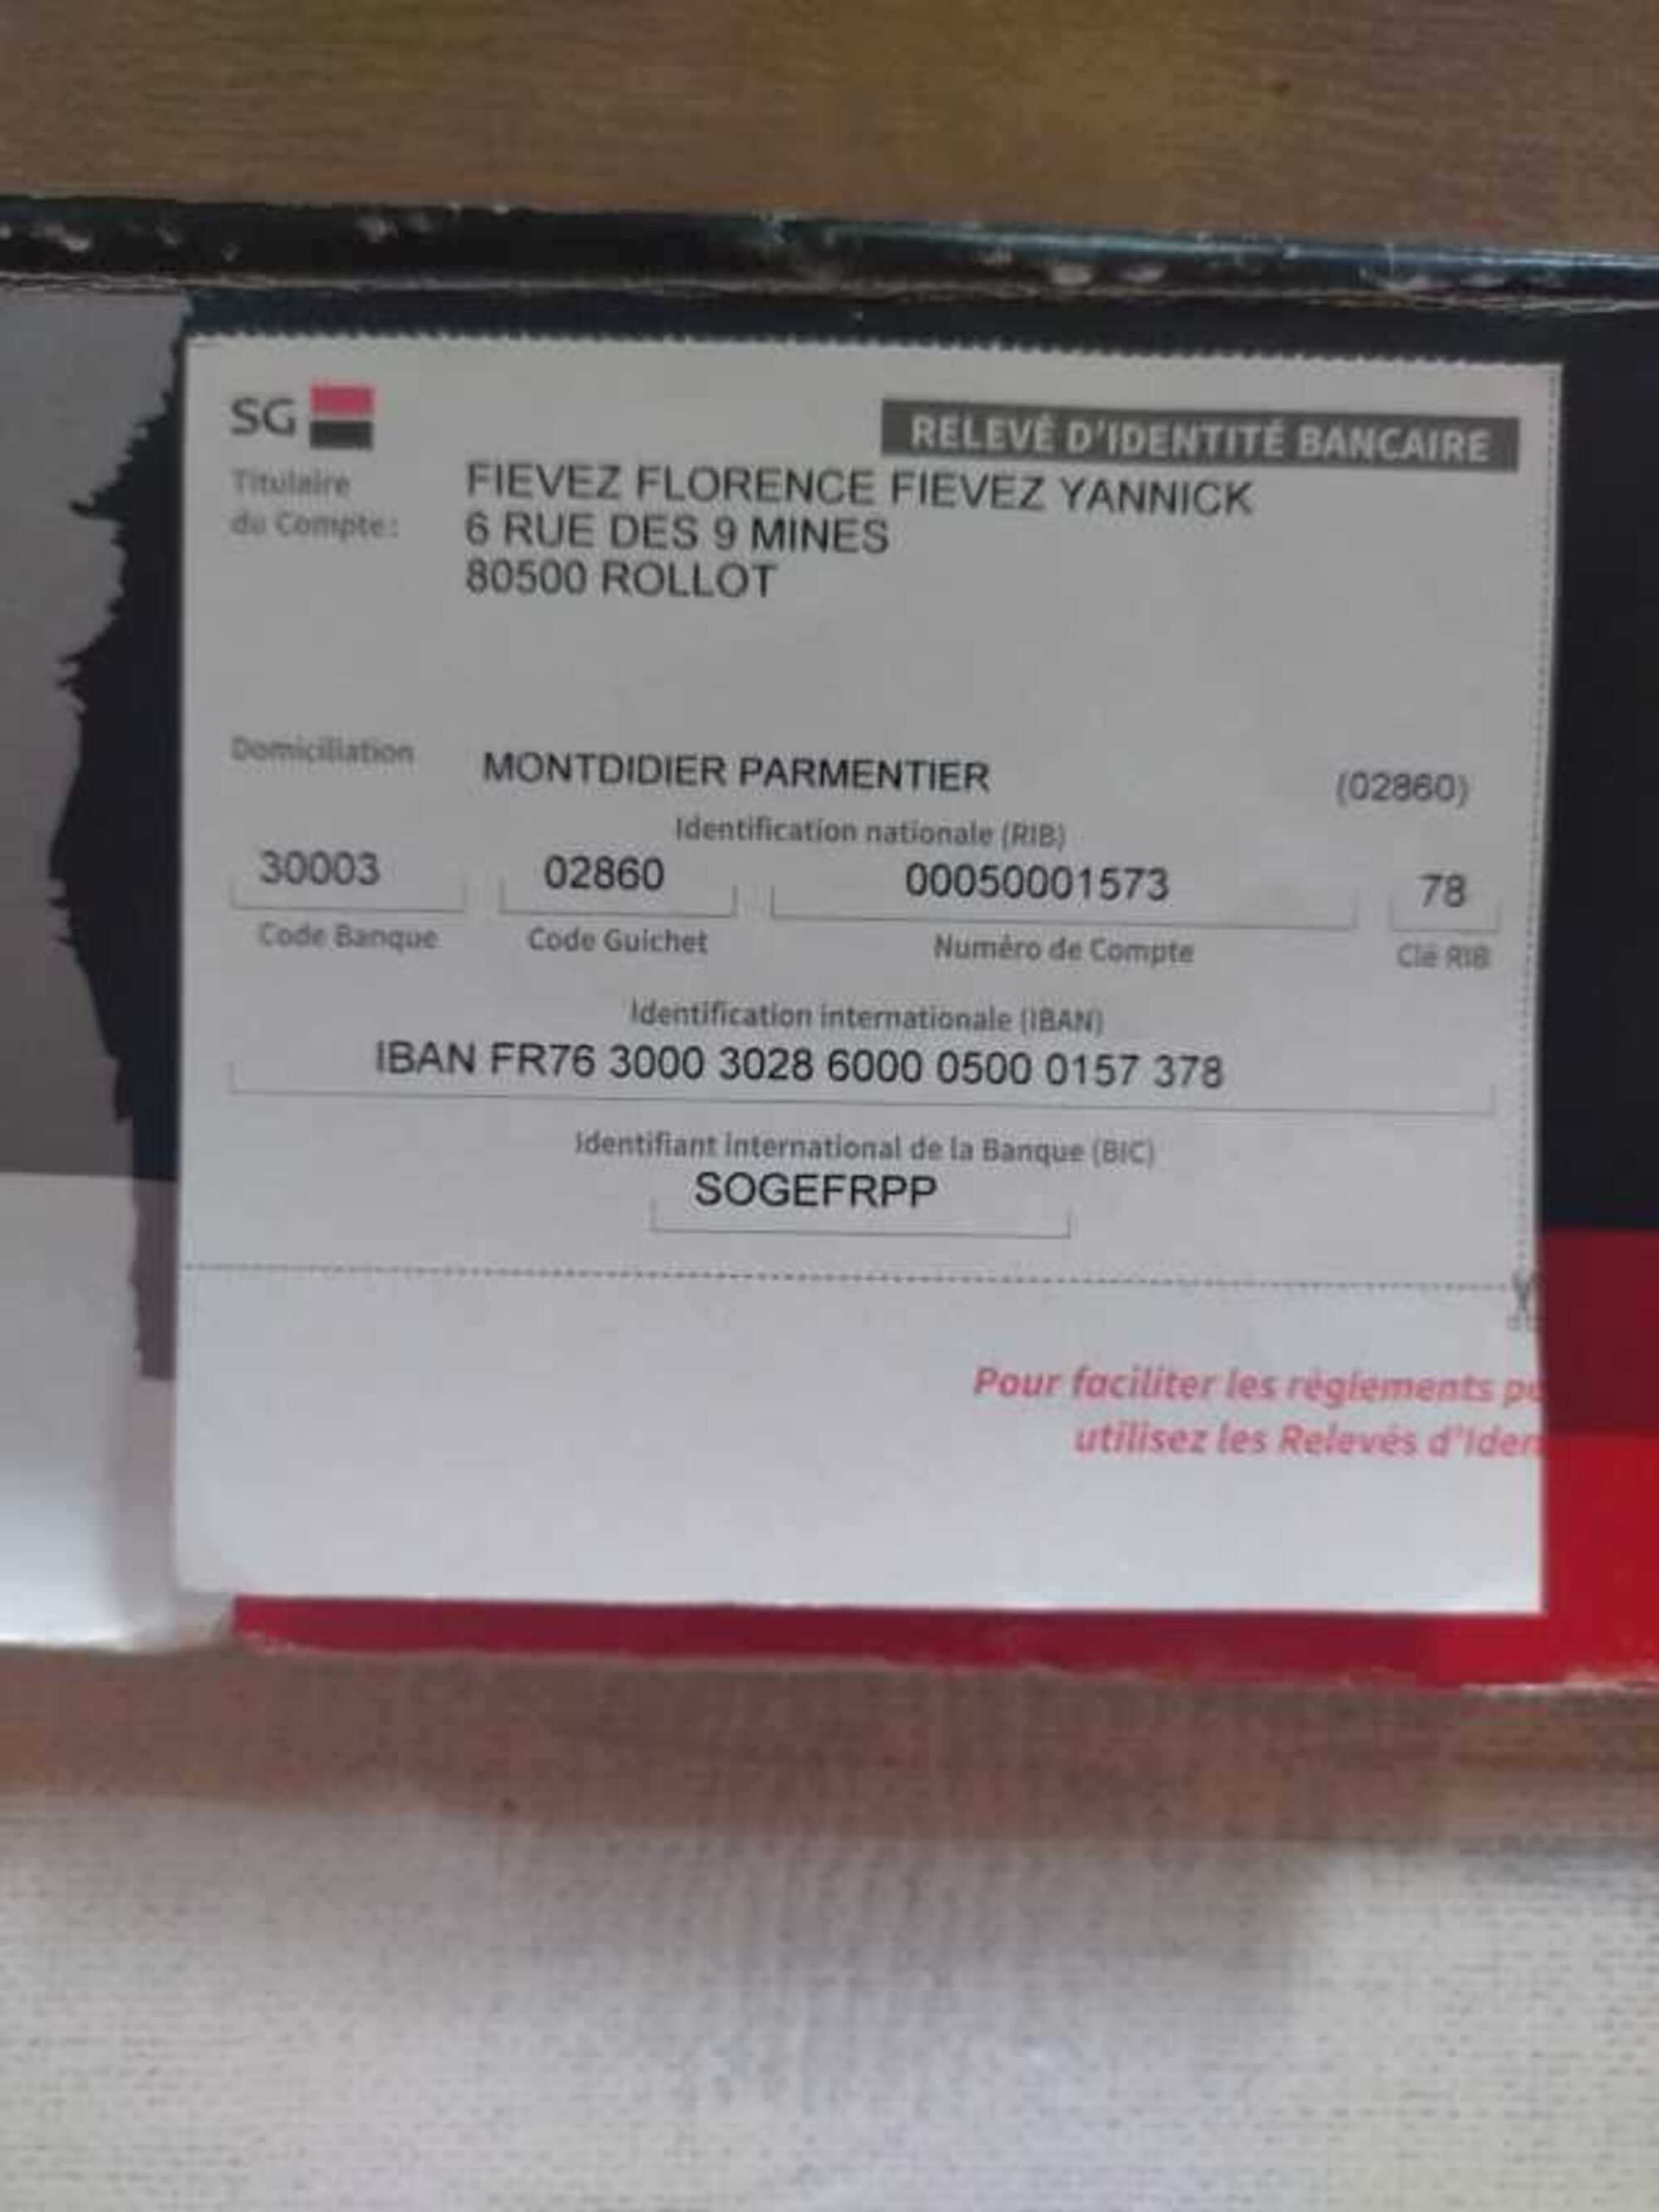 SG
RELEVÉ D'IDENTITÉ BANCAIRE
Titulaire
du Compte:
FIEVEZ FLORENCE FIEVEZ YANNICK
6 RUE DES 9 MINES
80500 ROLLOT
Domiciliation
MONTDIDIER PARMENTIER (02860)
Identification nationale (RIB)
30003 02860 00050001573 78
Code Banque Code Guichet Numéro de Compte Clé RIB
Identification internationale (IBAN)
IBAN FR76 3000 3028 6000 0500 0157 378
Identifiant international de la Banque (BIC)
SOGEFRPP
Pour faciliter les règlements
utilisez les Relevés d'Iden